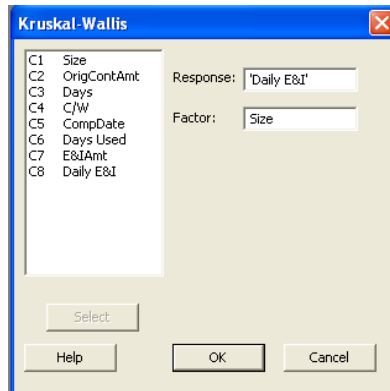 Kruskal-Wallis
C1 Size
C2 OrigContAmt
C3 Days
C4 C/W
C5 CompDate
C6 Days Used
C7 E&IAmt
C8 Daily E&I
Response: 'Daily E&I'
Factor: Size
Select
Help OK Cancel